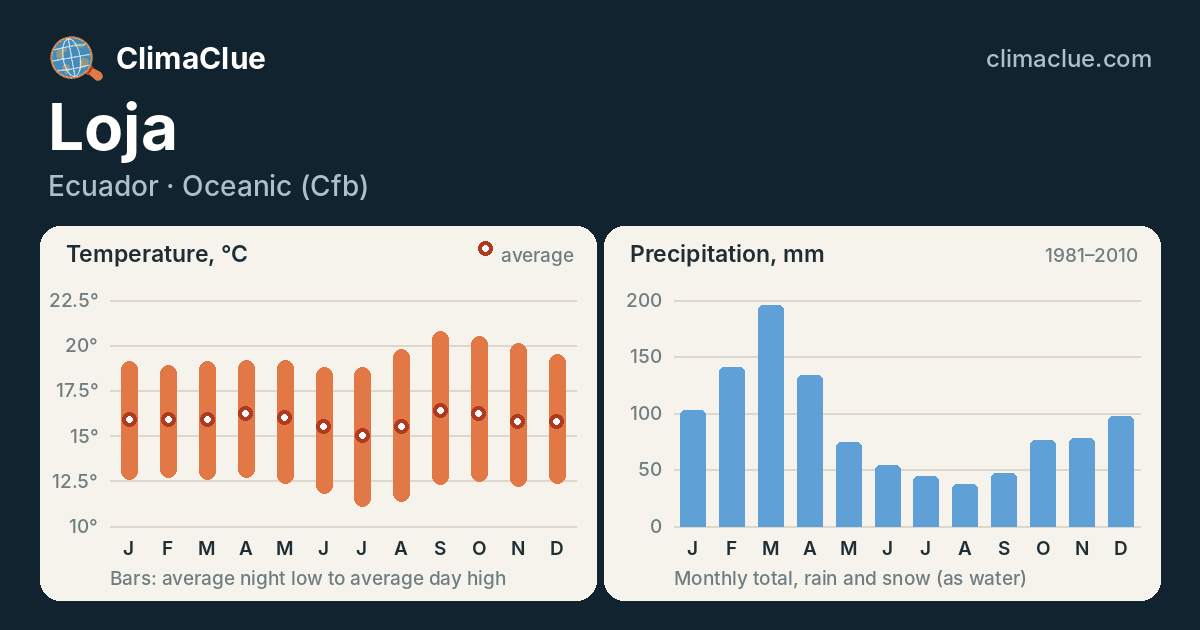 ClimaClue
climaclue.com
Loja
Ecuador · Oceanic (Cfb)
Temperature, °C
average
22.5°
20°
17.5°
15°
12.5°
10°
J F M A M J J A S O N D
Bars: average night low to average day high
Precipitation, mm
1981–2010
200
150
100
50
0
J F M A M J J A S O N D
Monthly total, rain and snow (as water)